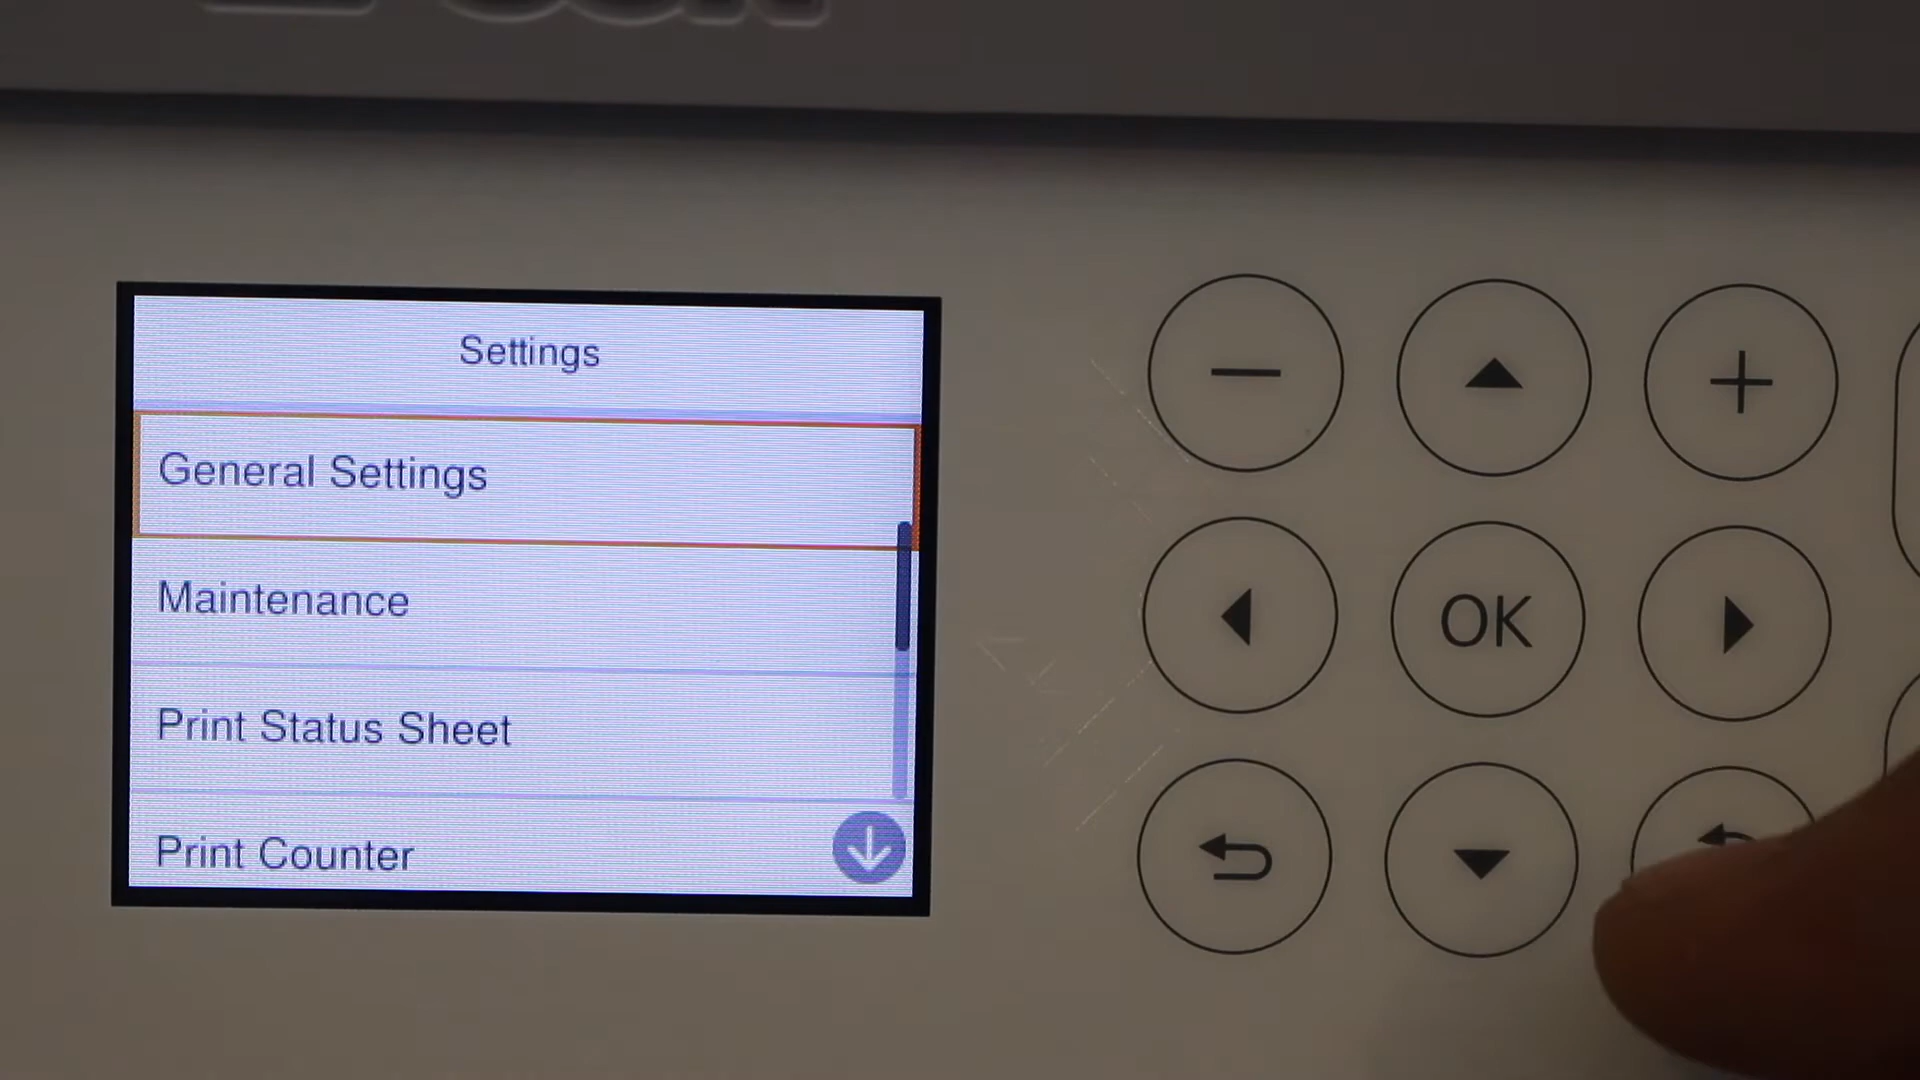 Settings
General Settings
Maintenance
Print Status Sheet
Print Counter
OK